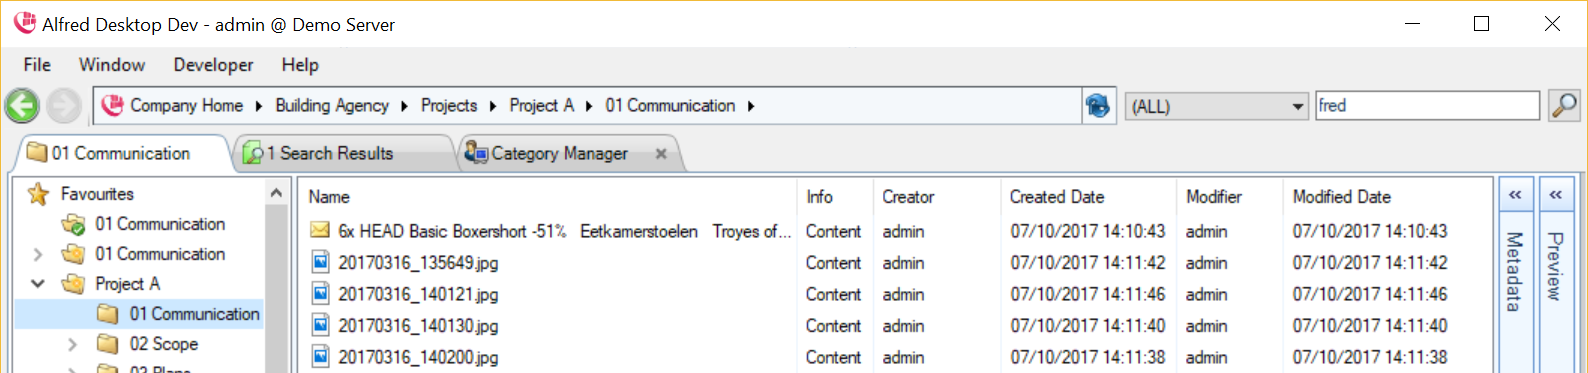 Alfred Desktop Dev - admin @ Demo Server
File Window Developer Help
Company Home Building Agency Projects Project A 01 Communication (ALL) fred
01 Communication 1 Search Results Category Manager
Favourites
01 Communication
01 Communication
Project A
01 Communication
02 Scope
Name Info Creator Created Date Modifier Modified Date
6x HEAD Basic Boxershort -51% Eetkamerstoelen Troyes of... Content admin 07/10/2017 14:10:43 admin 07/10/2017 14:10:43
20170316_135649.jpg Content admin 07/10/2017 14:11:42 admin 07/10/2017 14:11:42
20170316_140121.jpg Content admin 07/10/2017 14:11:46 admin 07/10/2017 14:11:46
20170316_140130.jpg Content admin 07/10/2017 14:11:40 admin 07/10/2017 14:11:40
20170316_140200.jpg Content admin 07/10/2017 14:11:38 admin 07/10/2017 14:11:38
Metadata
Preview